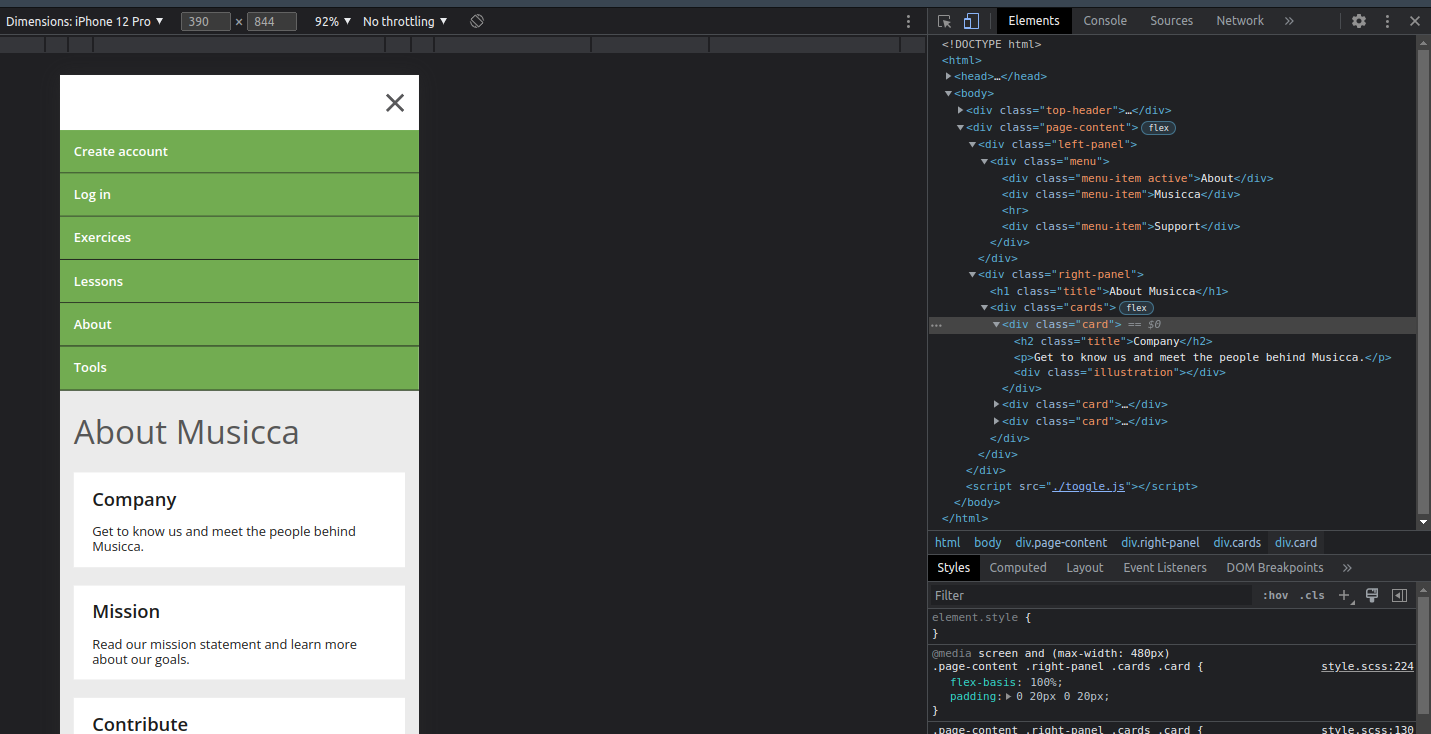 Dimensions: iPhone 12 Pro ▼ 390 × 844 92% ▼ No throttling ▼
Elements Console Sources Network »
Create account
Log in
Exercices
Lessons
About
Tools
About Musicca
Company
Get to know us and meet the people behind
Musicca.
Mission
Read our mission statement and learn more
about our goals.
Contribute
<!DOCTYPE html>
<html>
<head>…</head>
<body>
<div class="top-header">…</div>
<div class="page-content"> flex
<div class="left-panel">
<div class="menu">
<div class="menu-item active">About</div>
<div class="menu-item">Musicca</div>
<hr>
<div class="menu-item">Support</div>
</div>
</div>
<div class="right-panel">
<h1 class="title">About Musicca</h1>
<div class="cards"> flex
… <div class="card"> == $0
<h2 class="title">Company</h2>
<p>Get to know us and meet the people behind Musicca.</p>
<div class="illustration"></div>
</div>
<div class="card">…</div>
<div class="card">…</div>
</div>
</div>
</div>
<script src="./toggle.js"></script>
</body>
</html>
html body div.page-content div.right-panel div.cards div.card
Styles Computed Layout Event Listeners DOM Breakpoints »
Filter :hov .cls +
element.style {
}
@media screen and (max-width: 480px)
.page-content .right-panel .cards .card { style.scss:224
flex-basis: 100%;
padding: 0 20px 0 20px;
}
.page-content .right-panel .cards .card { style.scss:130